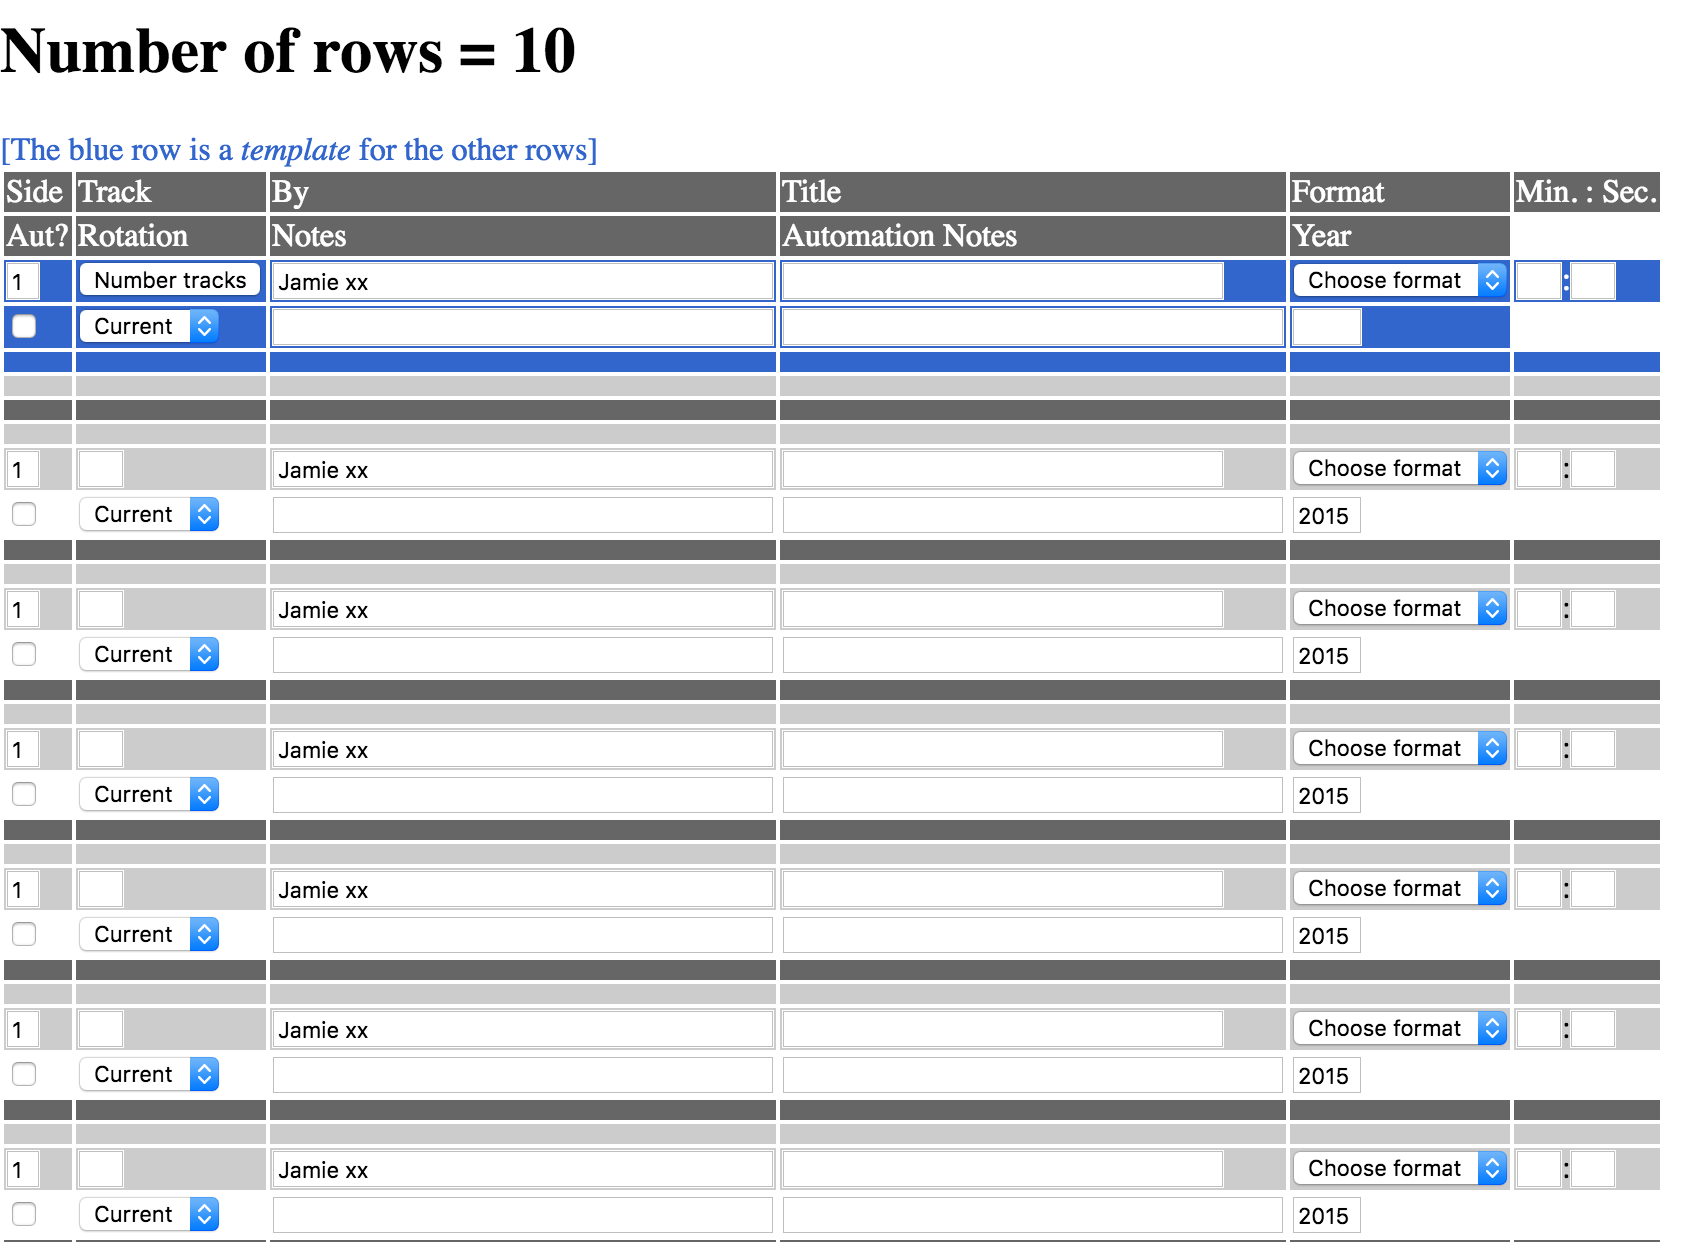 Number of rows = 10
[The blue row is a template for the other rows]
Side Track By Title Format Min. : Sec.
Aut? Rotation Notes Automation Notes Year
1 Number tracks Jamie xx Choose format :
Current
1 Jamie xx Choose format :
Current 2015
1 Jamie xx Choose format :
Current 2015
1 Jamie xx Choose format :
Current 2015
1 Jamie xx Choose format :
Current 2015
1 Jamie xx Choose format :
Current 2015
1 Jamie xx Choose format :
Current 2015